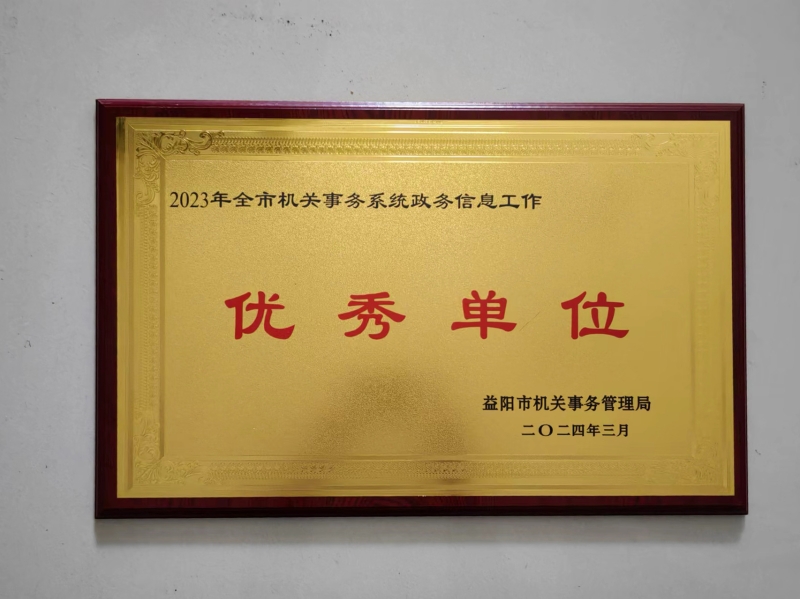 2023年全市机关事务系统政务信息工作
优秀单位
益阳市机关事务管理局
二〇二四年三月